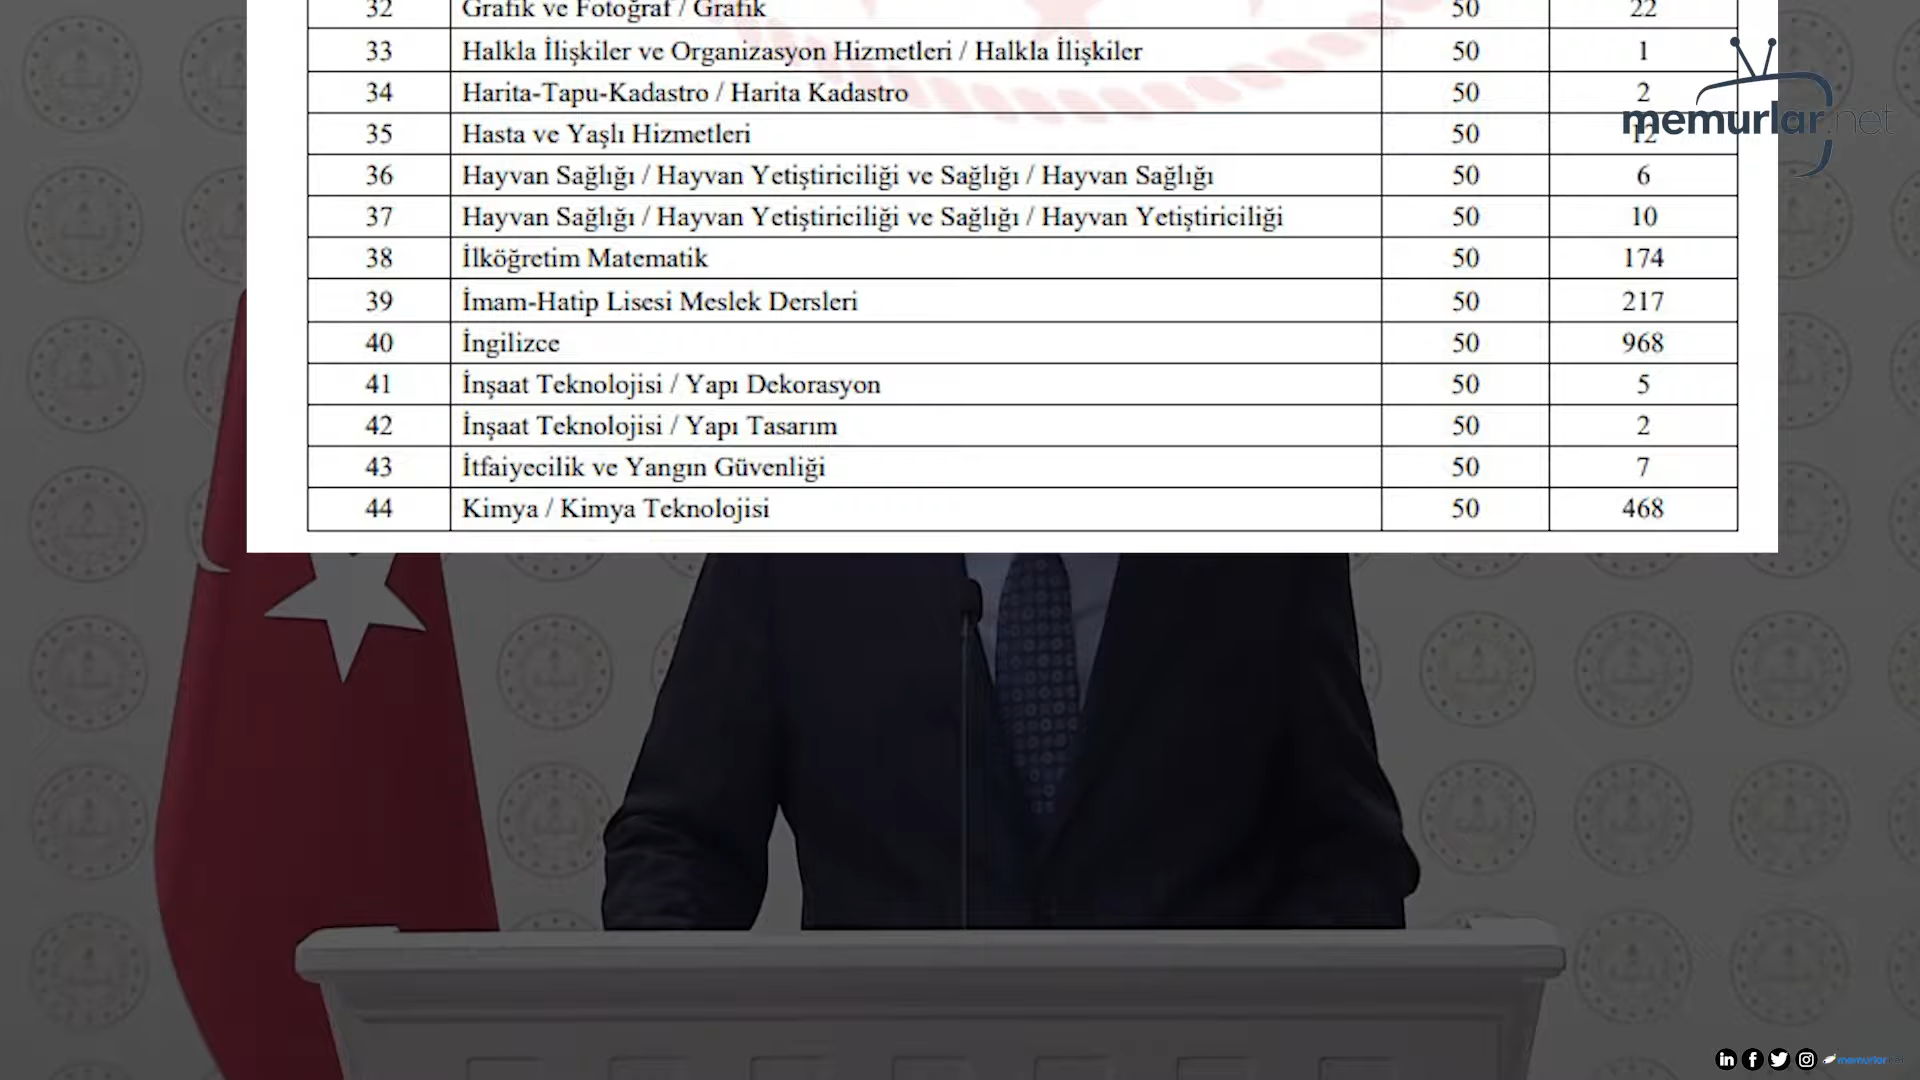 32 Grafik ve Fotoğraf / Grafik 50 22
33 Halkla İlişkiler ve Organizasyon Hizmetleri / Halkla İlişkiler 50 1
34 Harita-Tapu-Kadastro / Harita Kadastro 50 2
memurlar.net
35 Hasta ve Yaşlı Hizmetleri 50 12
36 Hayvan Sağlığı / Hayvan Yetiştiriciliği ve Sağlığı / Hayvan Sağlığı 50 6
37 Hayvan Sağlığı / Hayvan Yetiştiriciliği ve Sağlığı / Hayvan Yetiştiriciliği 50 10
38 İlköğretim Matematik 50 174
39 İmam-Hatip Lisesi Meslek Dersleri 50 217
40 İngilizce 50 968
41 İnşaat Teknolojisi / Yapı Dekorasyon 50 5
42 İnşaat Teknolojisi / Yapı Tasarım 50 2
43 İtfaiyecilik ve Yangın Güvenliği 50 7
44 Kimya / Kimya Teknolojisi 50 468
memurlar.net